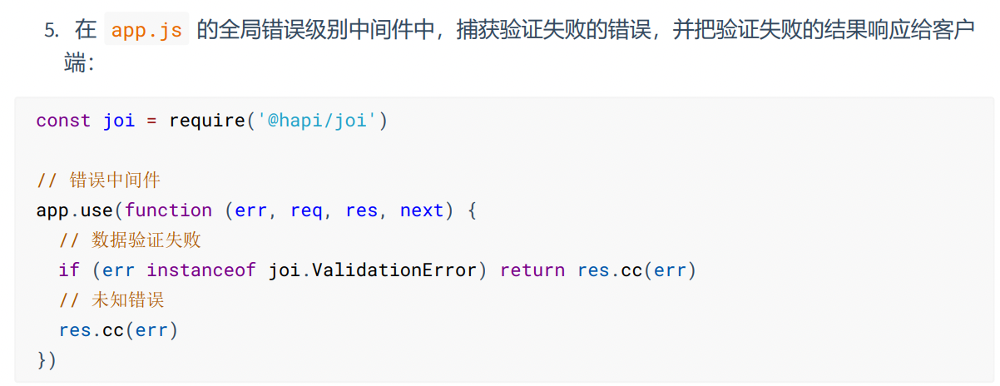 5. 在 app.js 的全局错误级别中间件中，捕获验证失败的错误，并把验证失败的结果响应给客户
端：
const joi = require('@hapi/joi')
// 错误中间件
app.use(function (err, req, res, next) {
  // 数据验证失败
  if (err instanceof joi.ValidationError) return res.cc(err)
  // 未知错误
  res.cc(err)
})